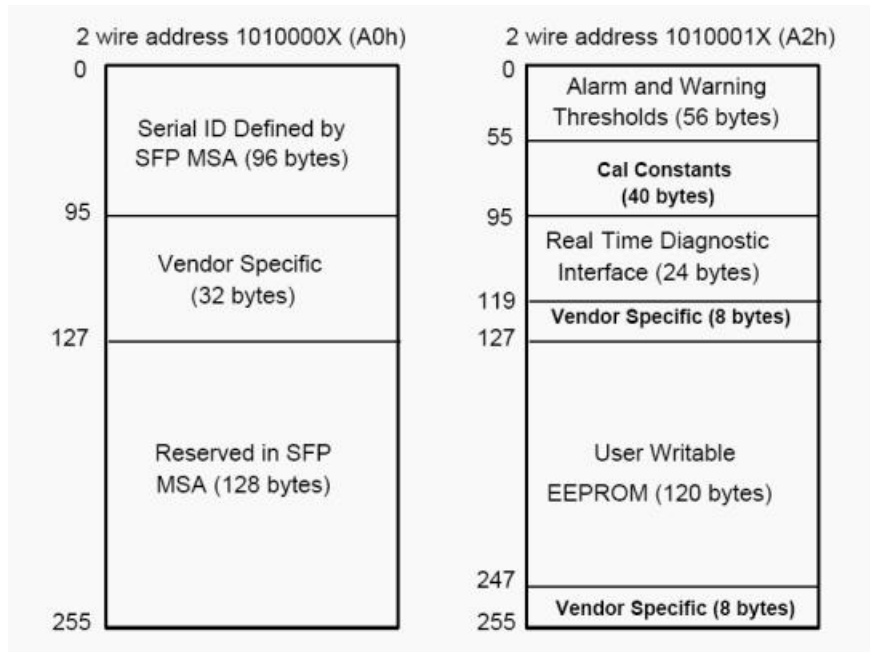 2 wire address 1010000X (A0h)
0
Serial ID Defined by
SFP MSA (96 bytes)
95
Vendor Specific
(32 bytes)
127
Reserved in SFP
MSA (128 bytes)
255
2 wire address 1010001X (A2h)
0
Alarm and Warning
Thresholds (56 bytes)
55
Cal Constants
(40 bytes)
95
Real Time Diagnostic
Interface (24 bytes)
119
Vendor Specific (8 bytes)
127
User Writable
EEPROM (120 bytes)
247
Vendor Specific (8 bytes)
255